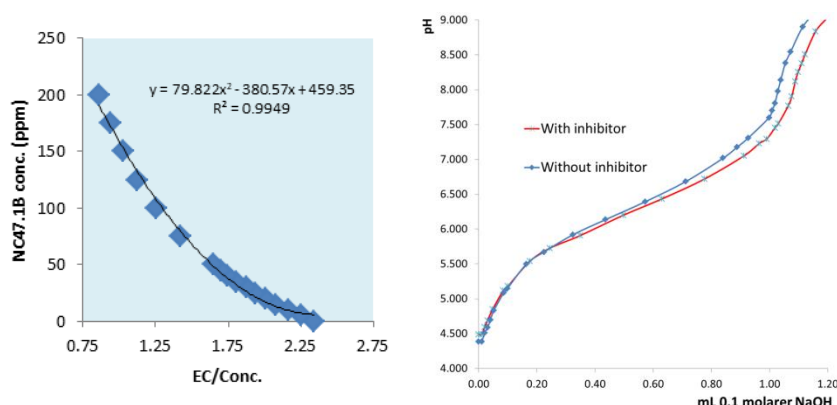 250
200
150
100
50
0
NC47.1B conc. (ppm)
y = 79.822x² - 380.57x + 459.35
R² = 0.9949
0.75 1.25 1.75 2.25 2.75
EC/Conc.
pH
9.000
8.500
8.000
7.500
7.000
6.500
6.000
5.500
5.000
4.500
4.000
With inhibitor
Without inhibitor
0.00 0.20 0.40 0.60 0.80 1.00 1.20
mL 0.1 molarer NaOH